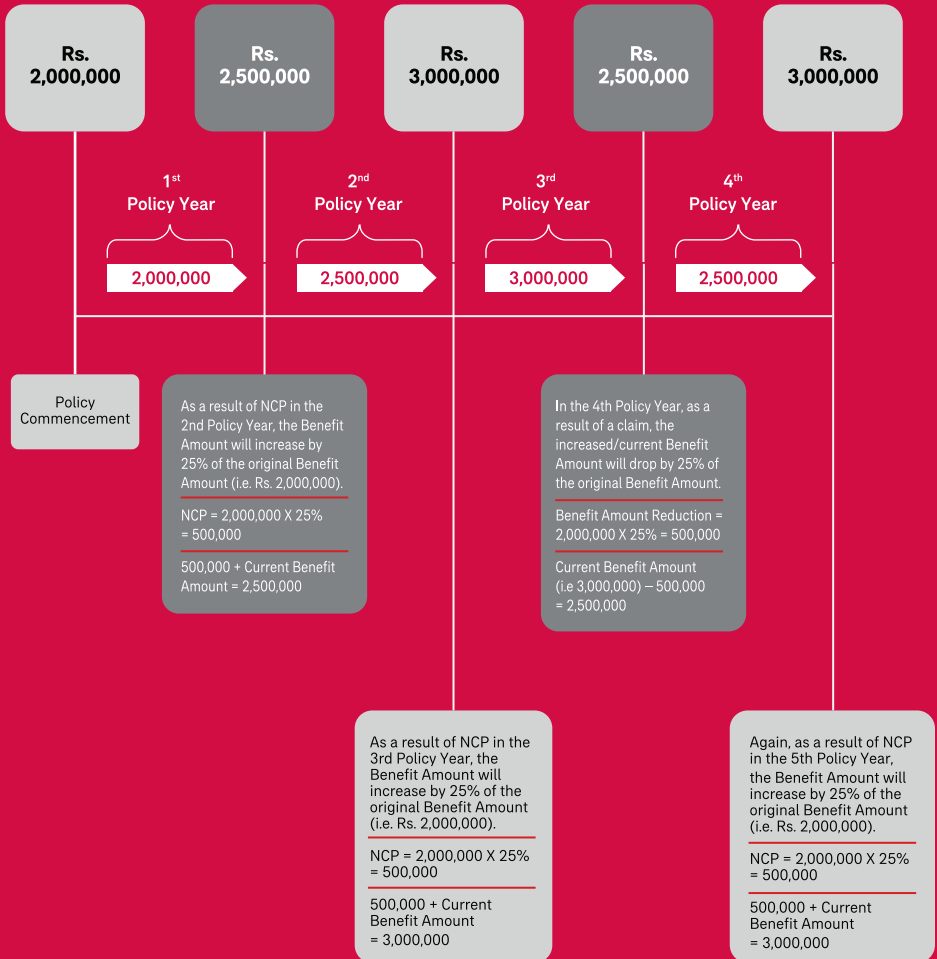 Rs.
2,000,000
Rs.
2,500,000
Rs.
3,000,000
Rs.
2,500,000
Rs.
3,000,000
1st
Policy Year
2nd
Policy Year
3rd
Policy Year
4th
Policy Year
2,000,000
2,500,000
3,000,000
2,500,000
Policy
Commencement
As a result of NCP in the
2nd Policy Year, the Benefit
Amount will increase by
25% of the original Benefit
Amount (i.e. Rs. 2,000,000).
NCP = 2,000,000 X 25%
= 500,000
500,000 + Current Benefit
Amount = 2,500,000
In the 4th Policy Year, as a
result of a claim, the
increased/current Benefit
Amount will drop by 25% of
the original Benefit Amount.
Benefit Amount Reduction =
2,000,000 X 25% = 500,000
Current Benefit Amount
(i.e 3,000,000) – 500,000
= 2,500,000
As a result of NCP in the
3rd Policy Year, the
Benefit Amount will
increase by 25% of the
original Benefit Amount
(i.e. Rs. 2,000,000).
NCP = 2,000,000 X 25%
= 500,000
500,000 + Current
Benefit Amount
= 3,000,000
Again, as a result of NCP
in the 5th Policy Year,
the Benefit Amount will
increase by 25% of the
original Benefit Amount
(i.e. Rs. 2,000,000).
NCP = 2,000,000 X 25%
= 500,000
500,000 + Current
Benefit Amount
= 3,000,000